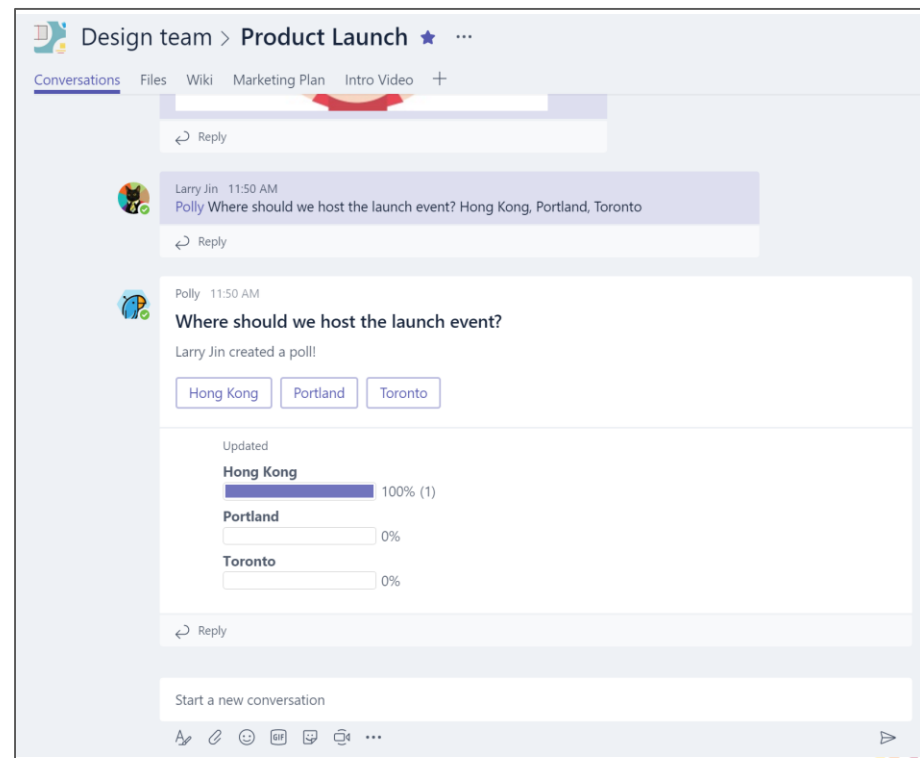 Design team > Product Launch
Conversations Files Wiki Marketing Plan Intro Video
Reply
Larry Jin 11:50 AM
Polly Where should we host the launch event? Hong Kong, Portland, Toronto
Reply
Polly 11:50 AM
Where should we host the launch event?
Larry Jin created a poll!
Hong Kong Portland Toronto
Updated
Hong Kong
100% (1)
Portland
0%
Toronto
0%
Reply
Start a new conversation
GIF